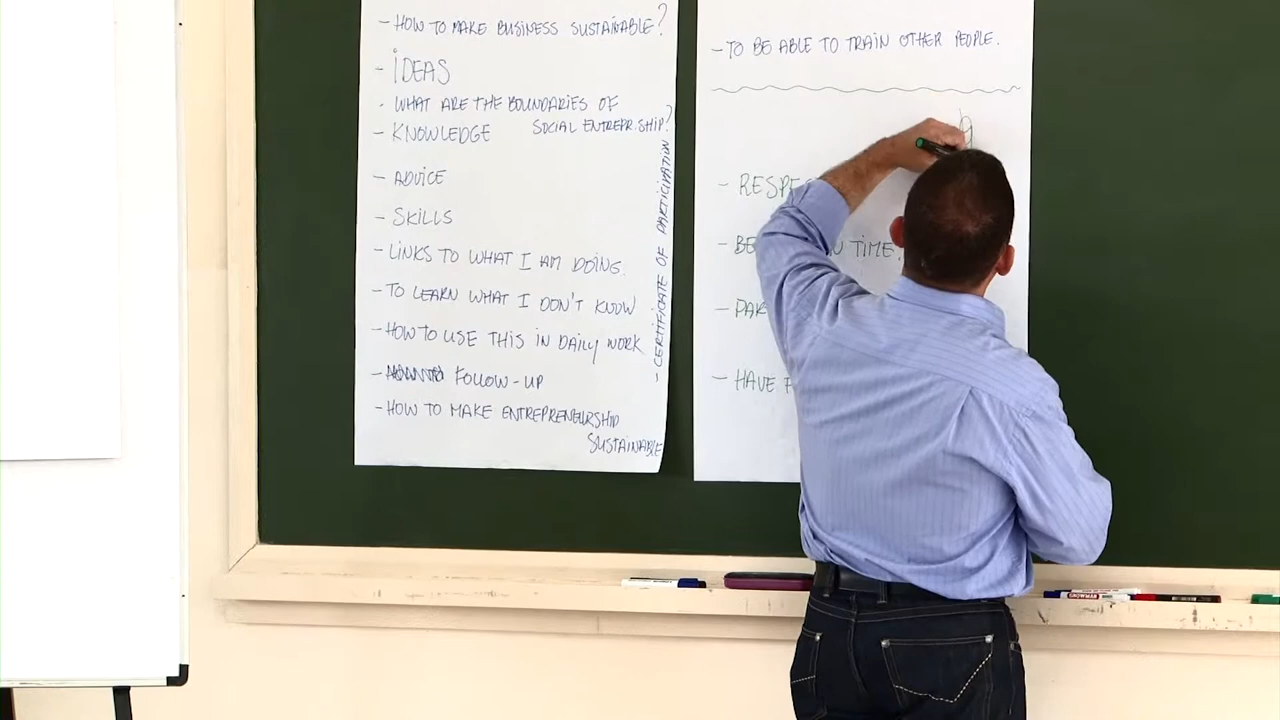 - HOW TO MAKE BUSINESS SUSTAINABLE?
- IDEAS
- WHAT ARE THE BOUNDARIES OF
SOCIAL ENTREPR.SHIP?
- KNOWLEDGE
- ADVICE
- SKILLS
- LINKS TO WHAT I AM DOING.
- TO LEARN WHAT I DON'T KNOW
- HOW TO USE THIS IN DAILY WORK
- FOLLOW-UP
- HOW TO MAKE ENTREPRENEURSHIP
SUSTAINABLE
- CERTIFICATE OF PARTICIPATION
- TO BE ABLE TO TRAIN OTHER PEOPLE.
- RESPE
- BE TIME.
- PAR
- HAVE F
CROWMAN